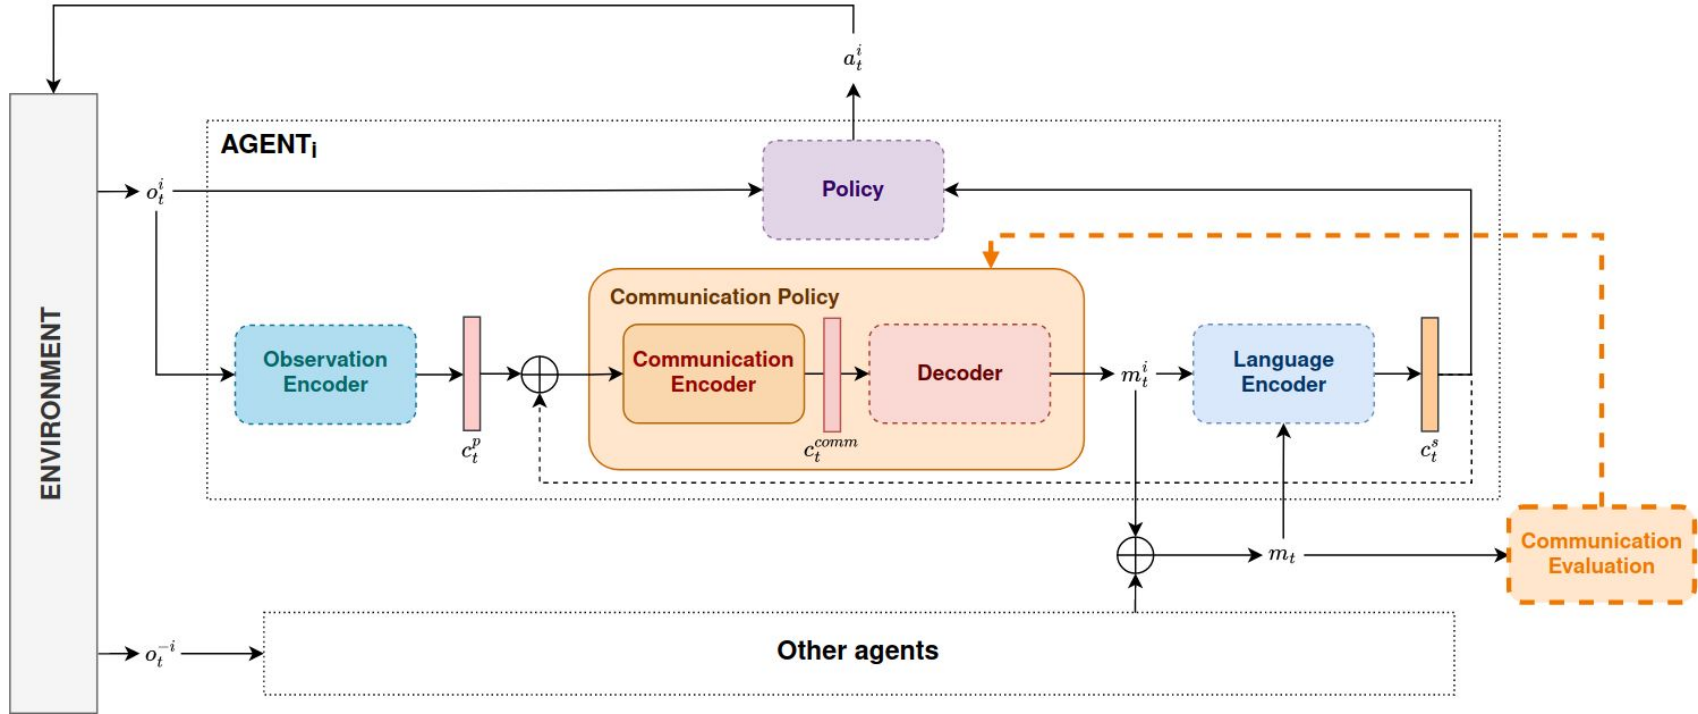 a_t^i
AGENT_i
o_t^i
Policy
Communication Policy
ENVIRONMENT
Observation
Encoder
Communication
Encoder
Decoder
m_t^i
Language
Encoder
c_t^p
c_t^{comm}
c_t^s
m_t
Communication
Evaluation
o_t^{-i}
Other agents